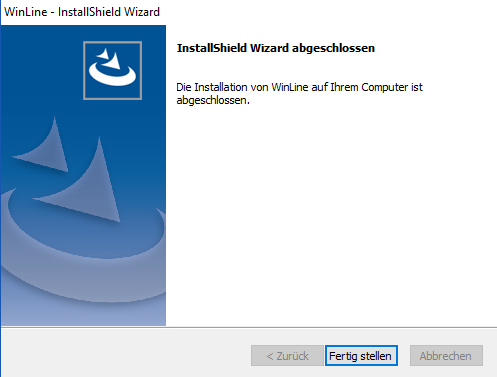 WinLine - InstallShield Wizard
InstallShield Wizard abgeschlossen
Die Installation von WinLine auf Ihrem Computer ist
abgeschlossen.
< Zurück
Fertig stellen
Abbrechen